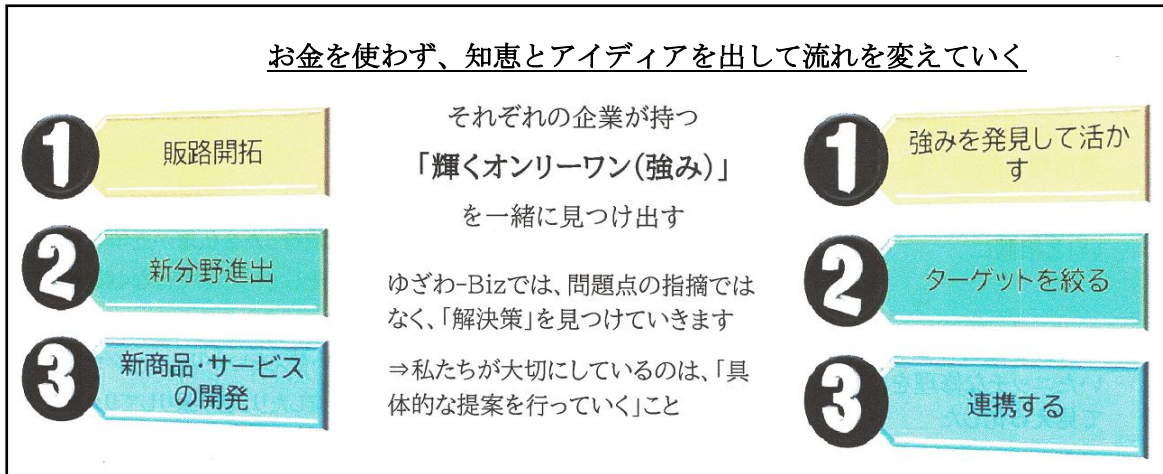 お金を使わず、知恵とアイディアを出して流れを変えていく
1
販路開拓
2
新分野進出
3
新商品・サービス
の開発
それぞれの企業が持つ
「輝くオンリーワン(強み)」
を一緒に見つけ出す
ゆざわ-Bizでは、問題点の指摘では
なく、「解決策」を見つけていきます
⇒私たちが大切にしているのは、「具
体的な提案を行っていく」こと
1
強みを発見して活か
す
2
ターゲットを絞る
3
連携する